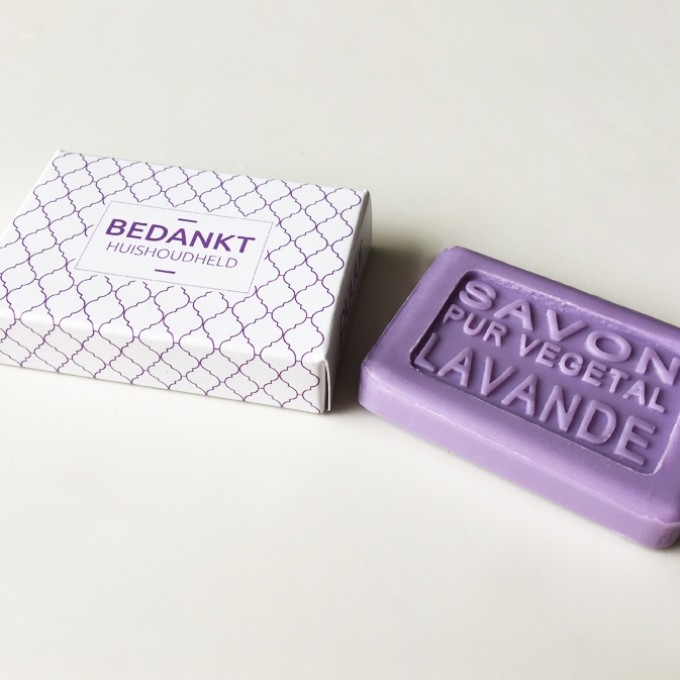 BEDANKT
HUISHOUDHELD
SAVON
PUR VEGETAL
LAVANDE